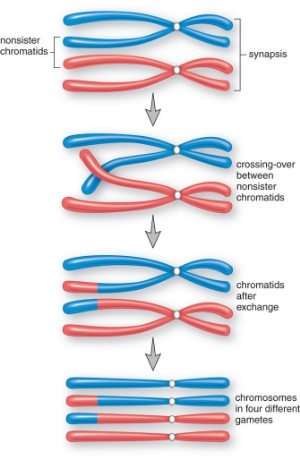 nonsister
chromatids
synapsis
crossing-over
between
nonsister
chromatids
chromatids
after
exchange
chromosomes
in four different
gametes